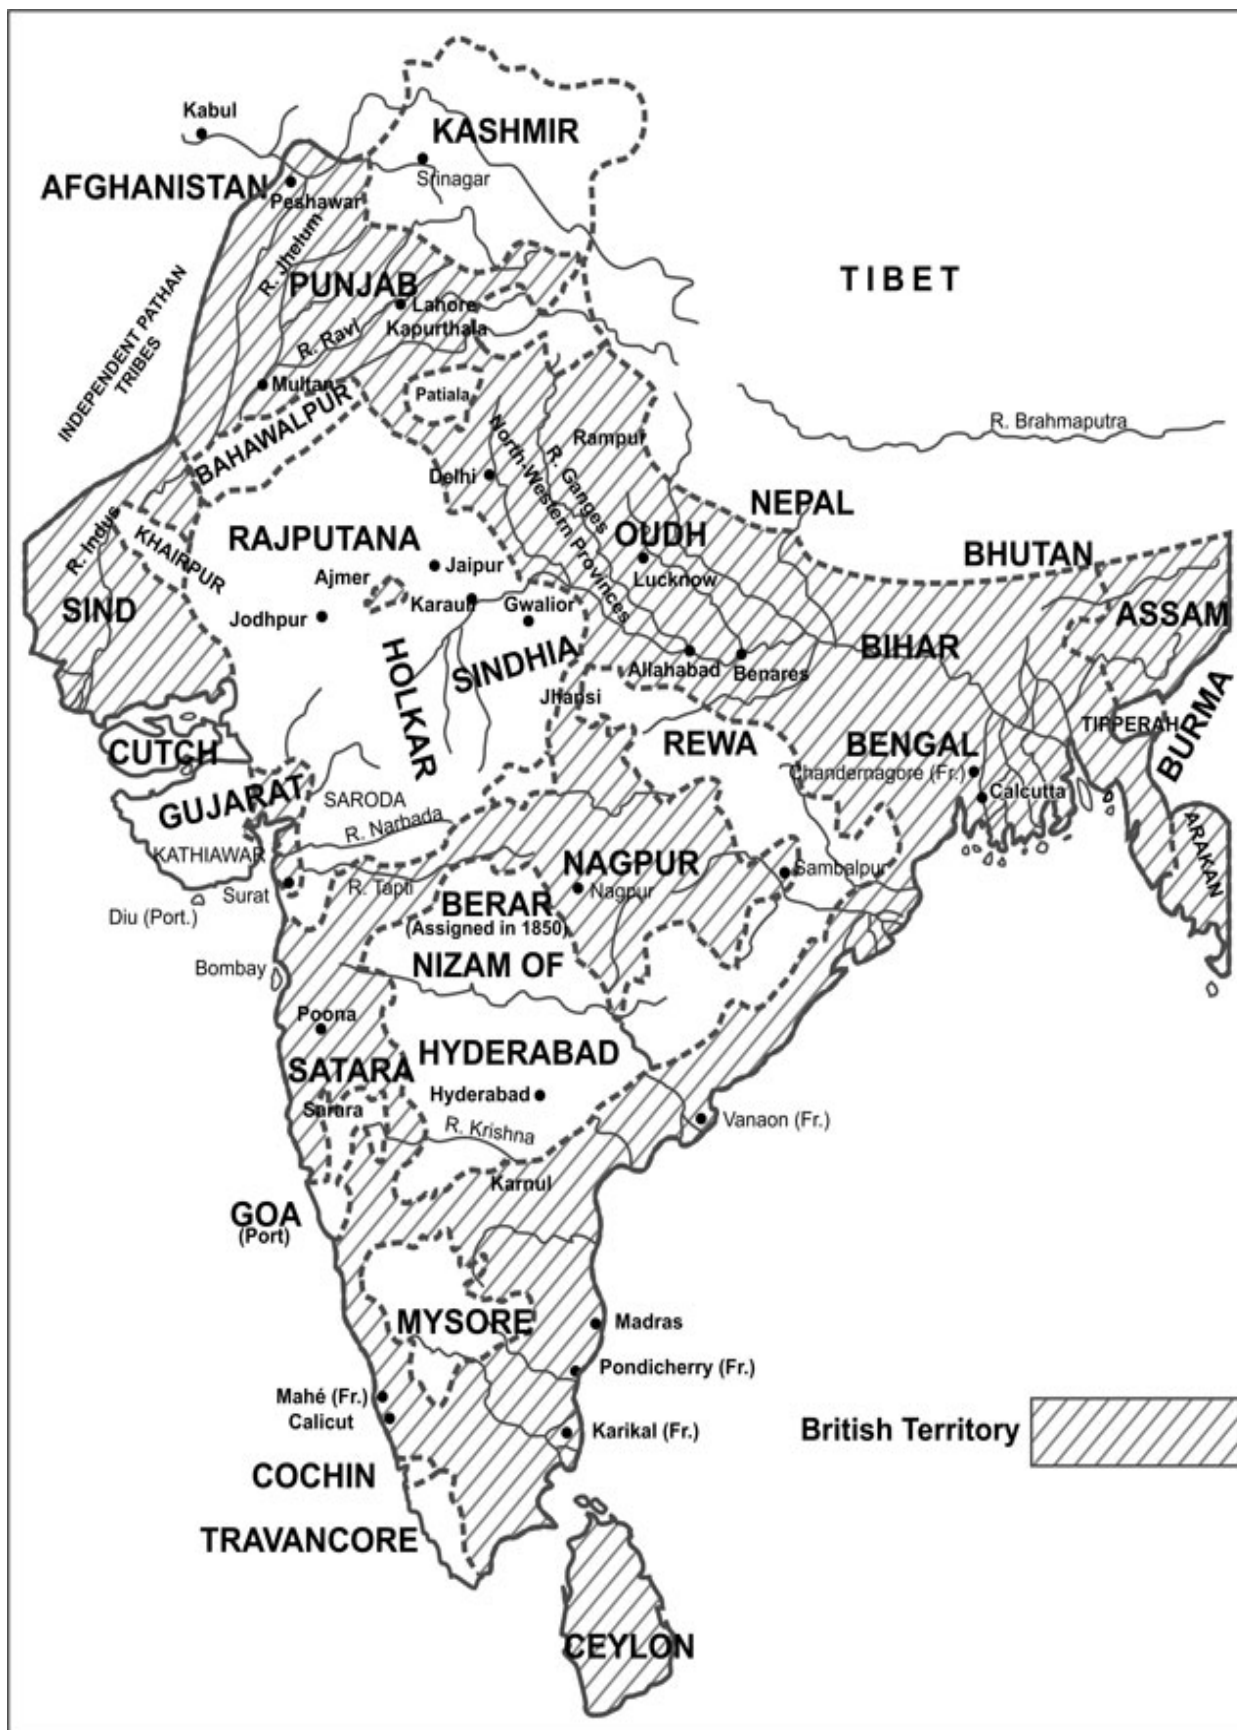 Kabul
KASHMIR
Srinagar
AFGHANISTAN
Peshawar
R. Jhelum
TIBET
PUNJAB
Lahore
Kapurthala
R. Ravi
INDEPENDENT PATHAN
TRIBES
Multan
Patiala
BAHAWALPUR
R. Brahmaputra
Rampur
North-Western Provinces
R. Ganges
Delhi
NEPAL
R. Indus
KHAIRPUR
RAJPUTANA
OUDH
Lucknow
BHUTAN
Ajmer
Jaipur
SIND
Karauli
Gwalior
ASSAM
Jodhpur
HOLKAR
SINDHIA
BIHAR
Allahabad
Benares
Jhansi
TIPPERAH
BURMA
CUTCH
REWA
BENGAL
Chandernagore (Fr.)
Calcutta
GUJARAT
SARODA
R. Narbada
ARAKAN
KATHIAWAR
NAGPUR
Sambalpur
Surat
R. Tapti
Nagpur
BERAR
(Assigned in 1850)
Diu (Port.)
NIZAM OF
Bombay
Poona
HYDERABAD
SATARA
Hyderabad
Sarara
R. Krishna
Vanaon (Fr.)
Karnul
GOA
(Port)
MYSORE
Madras
Pondicherry (Fr.)
Mahé (Fr.)
Calicut
Karikal (Fr.)
British Territory
COCHIN
TRAVANCORE
CEYLON